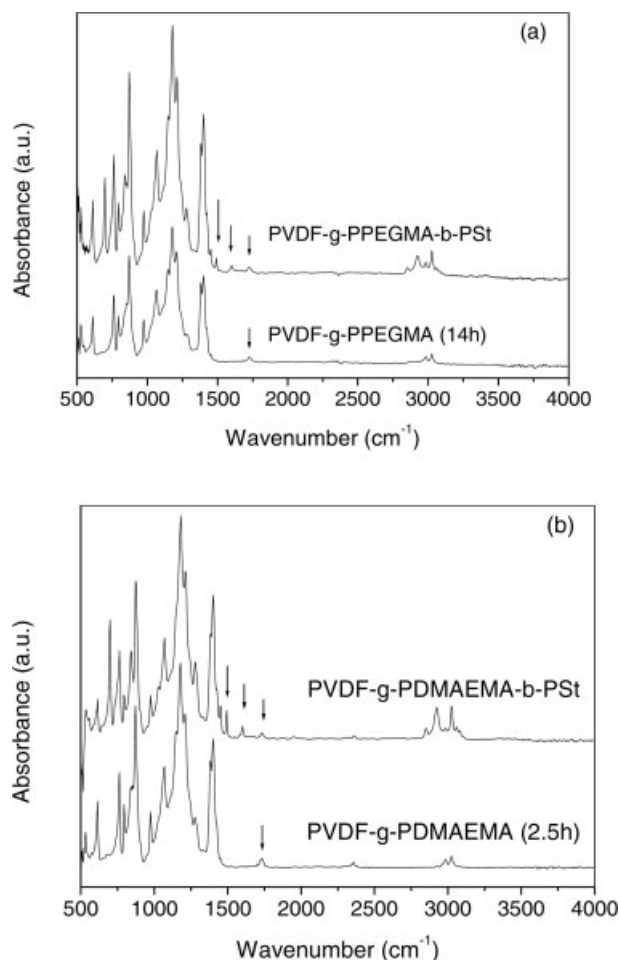 (a)
PVDF-g-PPEGMA-b-PSt
PVDF-g-PPEGMA (14h)
Absorbance (a.u.)
500 1000 1500 2000 2500 3000 3500 4000
Wavenumber (cm⁻¹)
(b)
PVDF-g-PDMAEMA-b-PSt
PVDF-g-PDMAEMA (2.5h)
Absorbance (a.u.)
500 1000 1500 2000 2500 3000 3500 4000
Wavenumber (cm⁻¹)